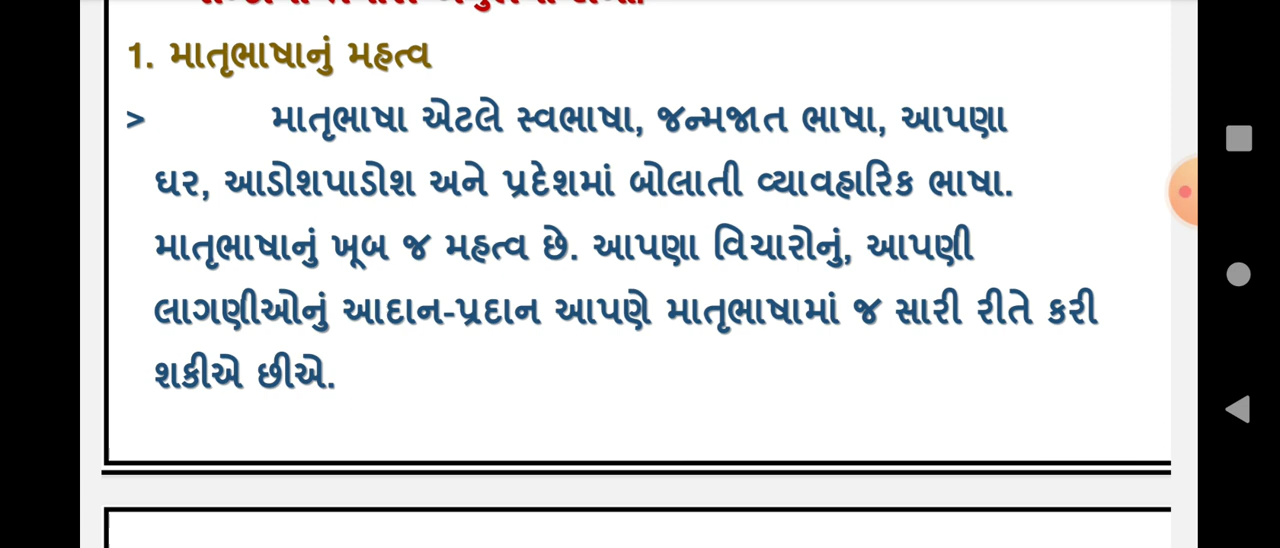 1. માતૃભાષાનું મહત્વ
> માતૃભાષા એટલે સ્વભાષા, જન્મજાત ભાષા, આપણા
ઘર, આડોશપાડોશ અને પ્રદેશમાં બોલાતી વ્યાવહારિક ભાષા.
માતૃભાષાનું ખૂબ જ મહત્વ છે. આપણા વિચારોનું, આપણી
લાગણીઓનું આદાન-પ્રદાન આપણે માતૃભાષામાં જ સારી રીતે કરી
શકીએ છીએ.